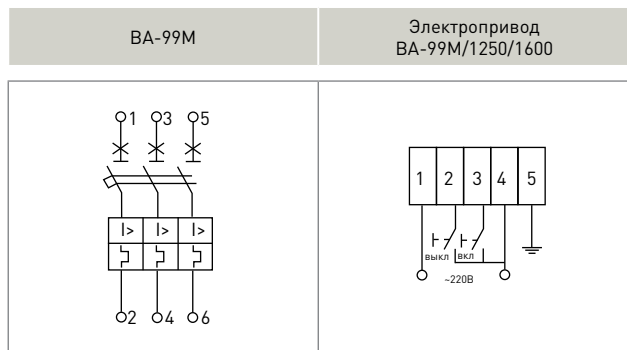 ВА-99М
Электропривод
ВА-99М/1250/1600
1 3 5
I> I> I>
2 4 6
1 2 3 4 5
выкл вкл
~220В